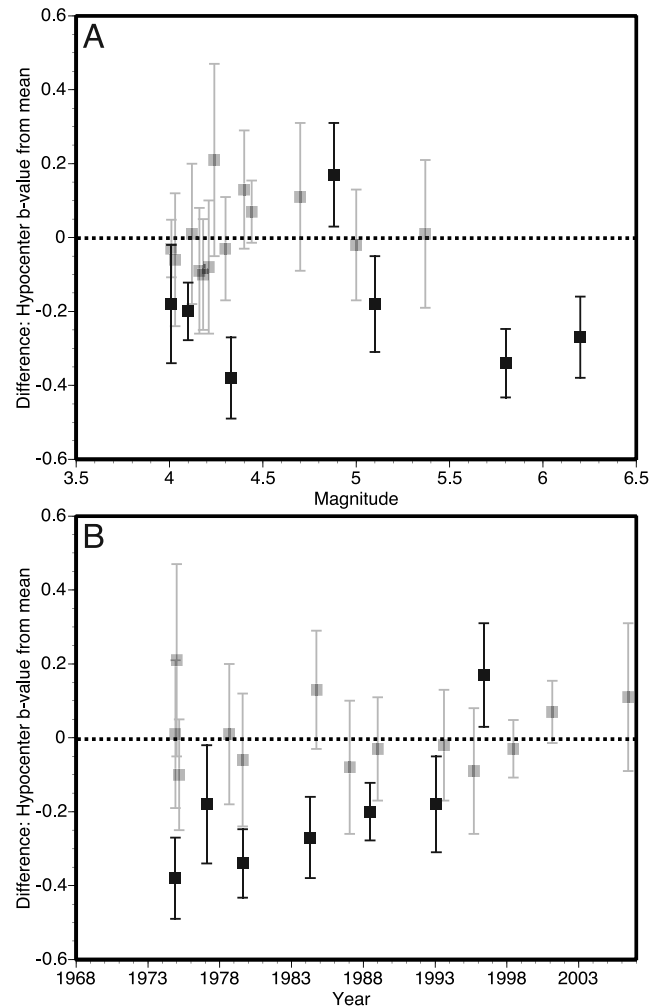 A
Difference: Hypocenter b-value from mean
0.6
0.4
0.2
0
-0.2
-0.4
-0.6
3.5 4 4.5 5 5.5 6 6.5
Magnitude
B
Difference: Hypocenter b-value from mean
0.6
0.4
0.2
0
-0.2
-0.4
-0.6
1968 1973 1978 1983 1988 1993 1998 2003
Year